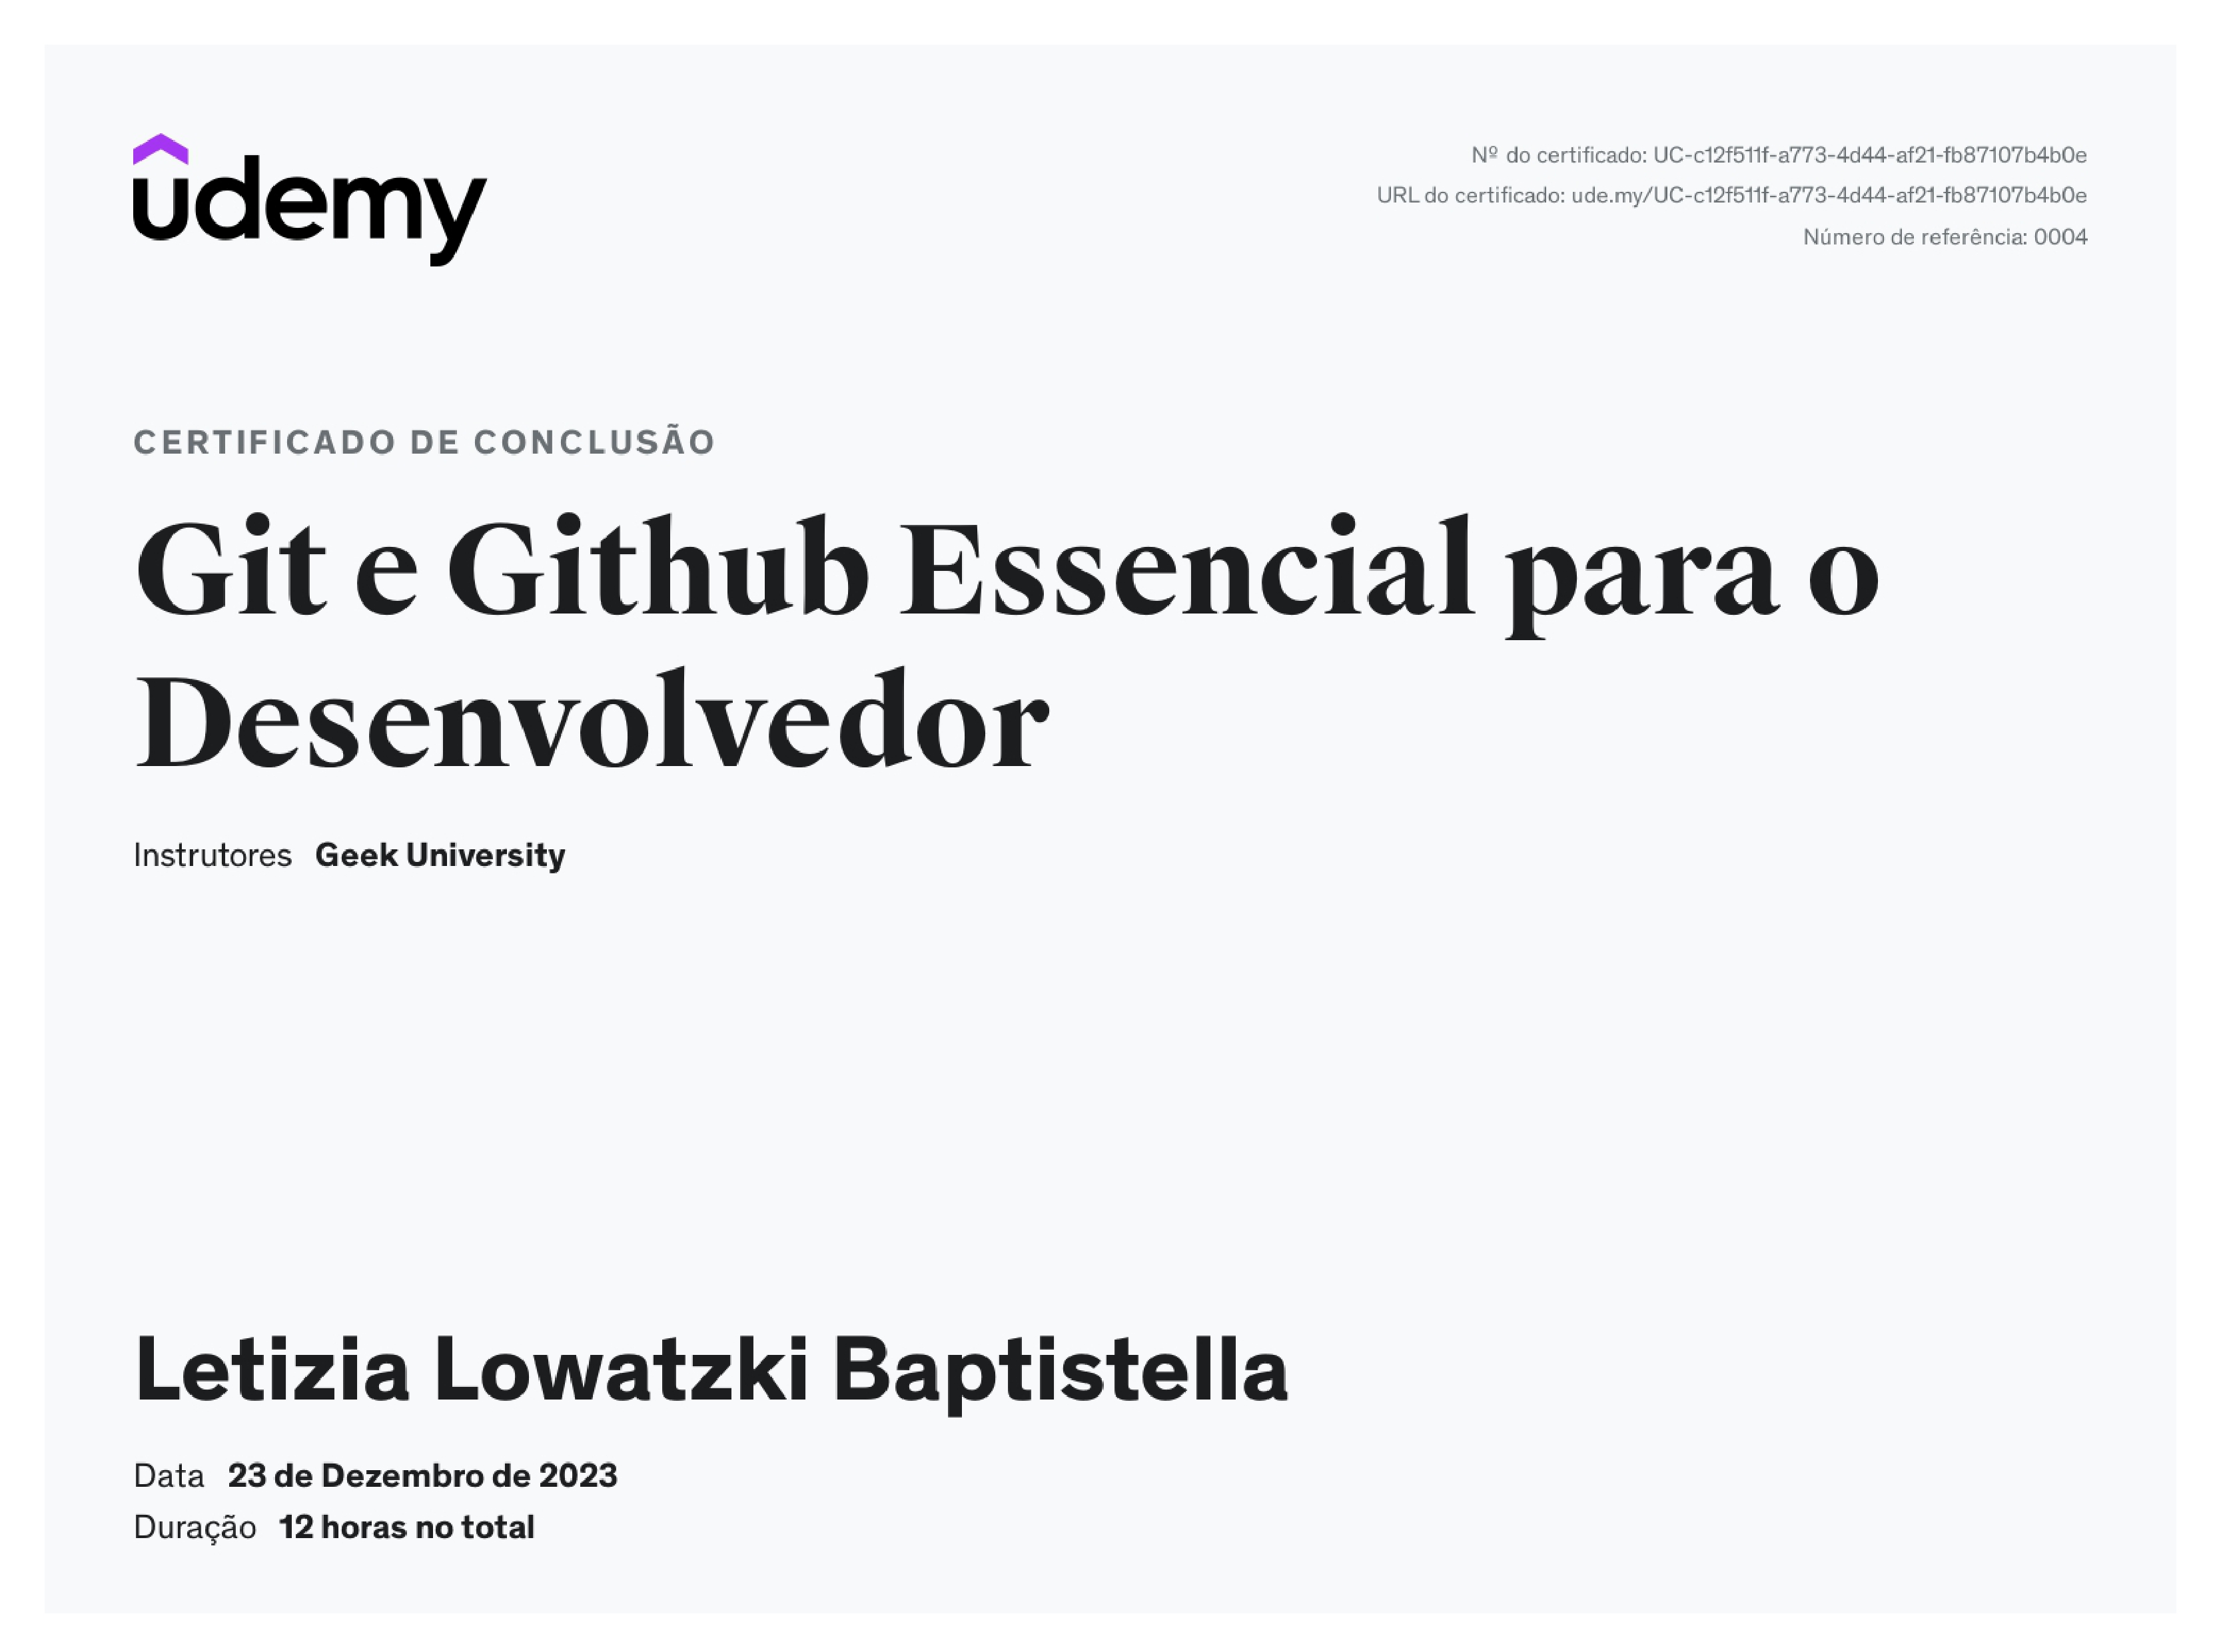 udemy
Nº do certificado: UC-c12f511f-a773-4d44-af21-fb87107b4b0e
URL do certificado: ude.my/UC-c12f511f-a773-4d44-af21-fb87107b4b0e
Número de referência: 0004
CERTIFICADO DE CONCLUSÃO
Git e Github Essencial para o
Desenvolvedor
Instrutores Geek University
Letizia Lowatzki Baptistella
Data 23 de Dezembro de 2023
Duração 12 horas no total